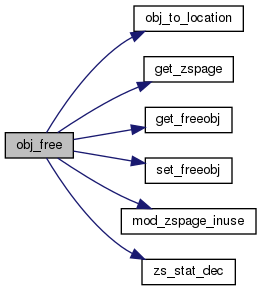 obj_to_location
get_zspage
get_freeobj
obj_free
set_freeobj
mod_zspage_inuse
zs_stat_dec